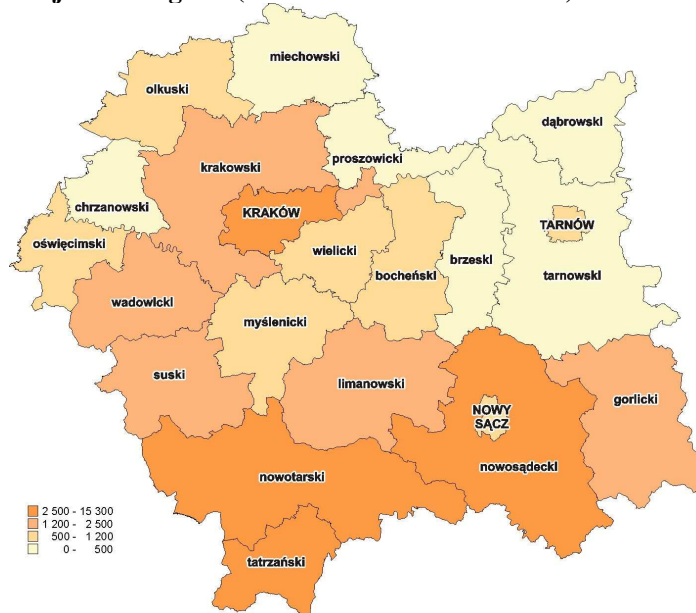 miechowski
olkuski
dąbrowski
proszowicki
krakowski
chrzanowski
KRAKÓW
TARNÓW
oświęcimski
wielicki
bocheński
brzeski
tarnowski
wadowicki
myślenicki
suski
limanowski
gorlicki
NOWY
SĄCZ
nowosądecki
nowotarski
tatrzański
2 500 - 15 300
1 200 - 2 500
500 - 1 200
0 - 500